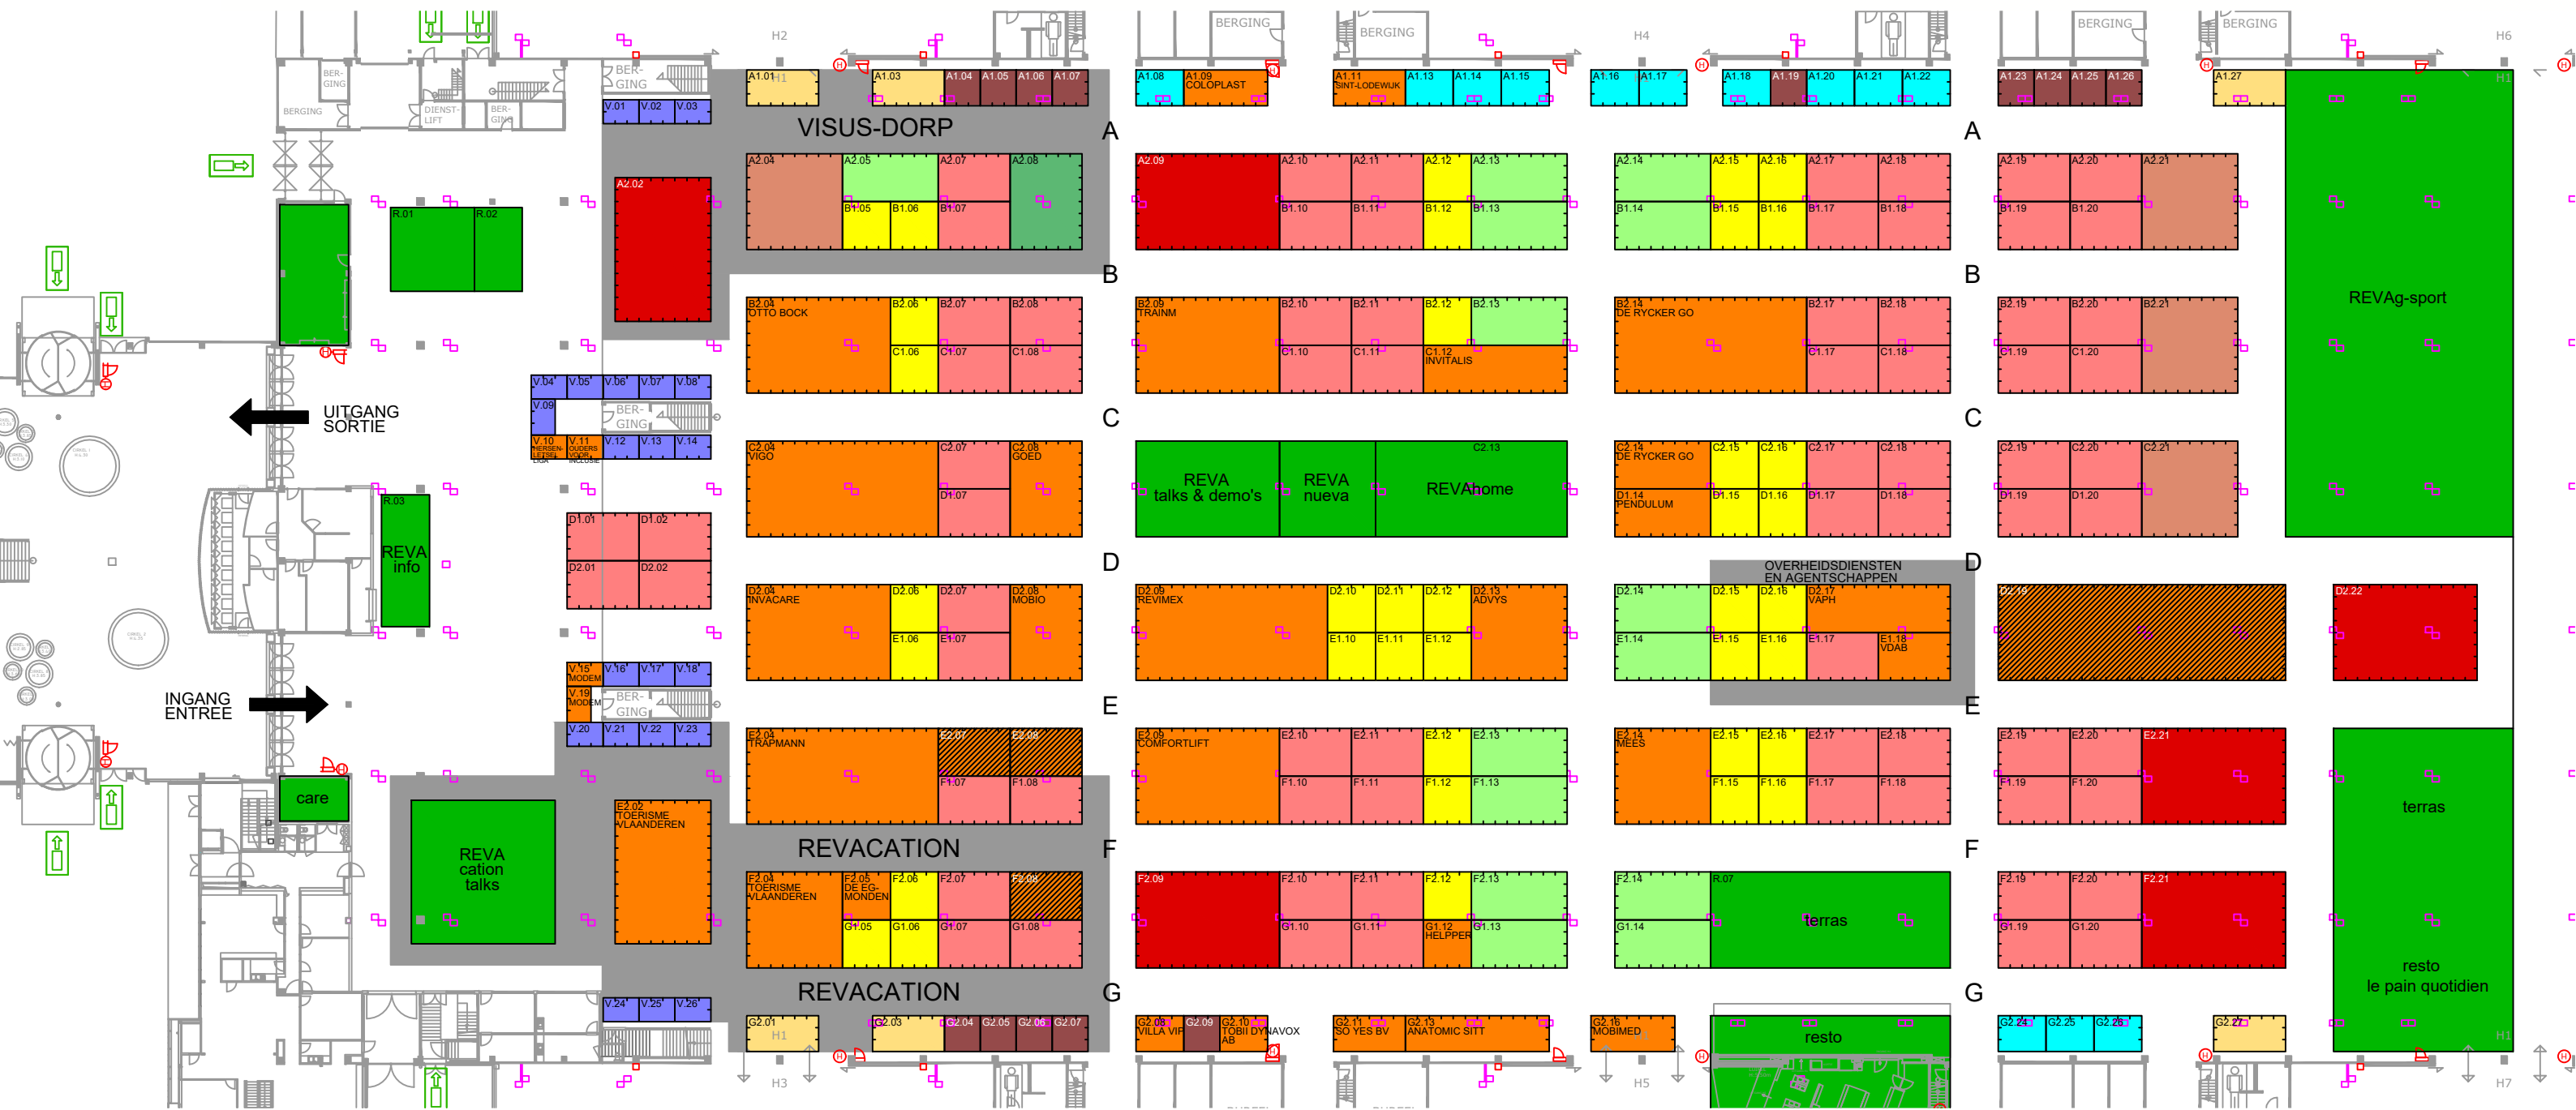 BERGING
BERGING
BERGING
BERGING
H2
H4
H6
BER-
GING
BERGING
DIENST-
LIFT
BER-
GING
BER-
GING
A1.01
H1
A1.03
A1.04
A1.05
A1.06
A1.07
A1.08
A1.09
COLOPLAST
A1.11
SINT-LODEWIJK
A1.13
A1.14
A1.15
A1.16
A1.17
H1
A1.18
A1.19
A1.20
A1.21
A1.22
A1.23
A1.24
A1.25
A1.26
A1.27
H1
V.01
V.02
V.03
VISUS-DORP
A
A
A2.02
A2.04
A2.05
A2.07
A2.08
A2.09
A2.10
A2.11
A2.12
A2.13
A2.14
A2.15
A2.16
A2.17
A2.18
A2.19
A2.20
A2.21
R.01
R.02
B1.05
B1.06
B1.07
B1.10
B1.11
B1.12
B1.13
B1.14
B1.15
B1.16
B1.17
B1.18
B1.19
B1.20
B
B
REVAg-sport
B2.04
OTTO BOCK
B2.06
B2.07
B2.08
B2.09
TRAINM
B2.10
B2.11
B2.12
B2.13
B2.14
DE RYCKER GO
B2.17
B2.18
B2.19
B2.20
B2.21
C1.06
C1.07
C1.08
C1.10
C1.11
C1.12
INVITALIS
C1.17
C1.18
C1.19
C1.20
V.04
V.05
V.06
V.07
V.08
V.09
BER-
GING
UITGANG
SORTIE
C
C
V.10
HERSEN-
LETSEL
LIGA
V.11
OUDERS
VOOR
INCLUSIE
V.12
V.13
V.14
C2.04
VIGO
C2.07
C2.08
GOED
C2.13
REVA
talks & demo's
REVA
nueva
REVAhome
C2.14
DE RYCKER GO
C2.15
C2.16
C2.17
C2.18
C2.19
C2.20
C2.21
D1.07
D1.14
PENDULUM
D1.15
D1.16
D1.17
D1.18
D1.19
D1.20
R.03
REVA
info
D1.01
D1.02
D2.01
D2.02
D
D
OVERHEIDSDIENSTEN
EN AGENTSCHAPPEN
D2.04
INVACARE
D2.06
D2.07
D2.08
MOBIO
D2.09
REVIMEX
D2.10
D2.11
D2.12
D2.13
ADVYS
D2.14
D2.15
D2.16
D2.17
VAPH
D2.19
D2.22
E1.06
E1.07
E1.10
E1.11
E1.12
E1.14
E1.15
E1.16
E1.17
E1.18
VDAB
V.15
MODEM
V.16
V.17
V.18
V.19
MODEM
BER-
GING
INGANG
ENTREE
E
E
V.20
V.21
V.22
V.23
E2.04
TRAPMANN
E2.07
E2.08
E2.09
COMFORTLIFT
E2.10
E2.11
E2.12
E2.13
E2.14
MEES
E2.15
E2.16
E2.17
E2.18
E2.19
E2.20
E2.21
F1.07
F1.08
F1.10
F1.11
F1.12
F1.13
F1.15
F1.16
F1.17
F1.18
F1.19
F1.20
care
REVA
cation
talks
E2.02
TOERISME
VLAANDEREN
terras
REVACATION
F
F
F2.04
TOERISME
VLAANDEREN
F2.05
DE EG-
MONDEN
F2.06
F2.07
F2.08
F2.09
F2.10
F2.11
F2.12
F2.13
F2.14
R.07
terras
F2.19
F2.20
F2.21
G1.05
G1.06
G1.07
G1.08
G1.10
G1.11
G1.12
HELPPER
G1.13
G1.14
G1.19
G1.20
resto
le pain quotidien
REVACATION
G
G
V.24
V.25
V.26
G2.01
H1
G2.03
G2.04
G2.05
G2.06
G2.07
G2.08
VILLA VIP
G2.09
G2.10
TOBII DYNAVOX
AB
G2.11
SO YES BV
G2.13
ANATOMIC SITT
G2.16
MOBIMED
resto
G2.24
G2.25
G2.26
G2.27
H1
H3
H5
H7